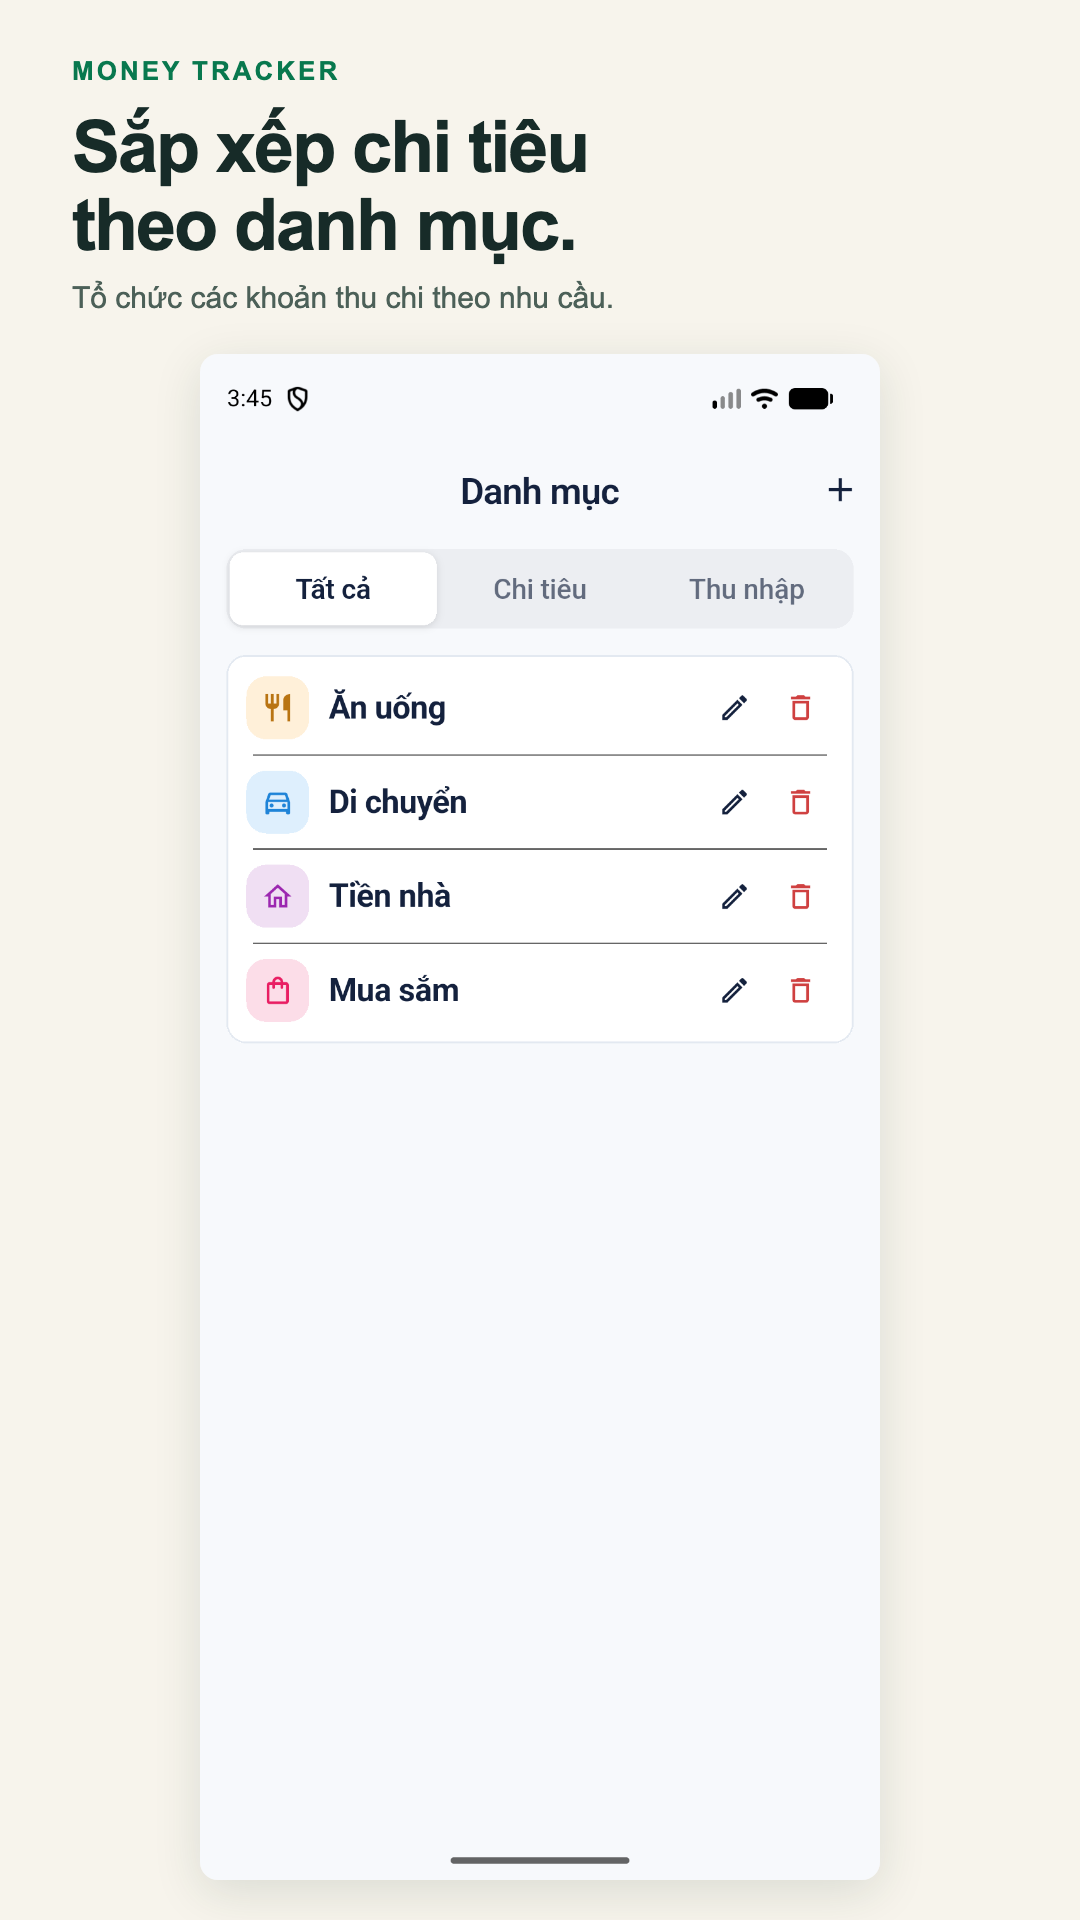 MONEY TRACKER
Sắp xếp chi tiêu
theo danh mục.
Tổ chức các khoản thu chi theo nhu cầu.
3:45
Danh mục
Tất cả
Chi tiêu
Thu nhập
Ăn uống
Di chuyển
Tiền nhà
Mua sắm